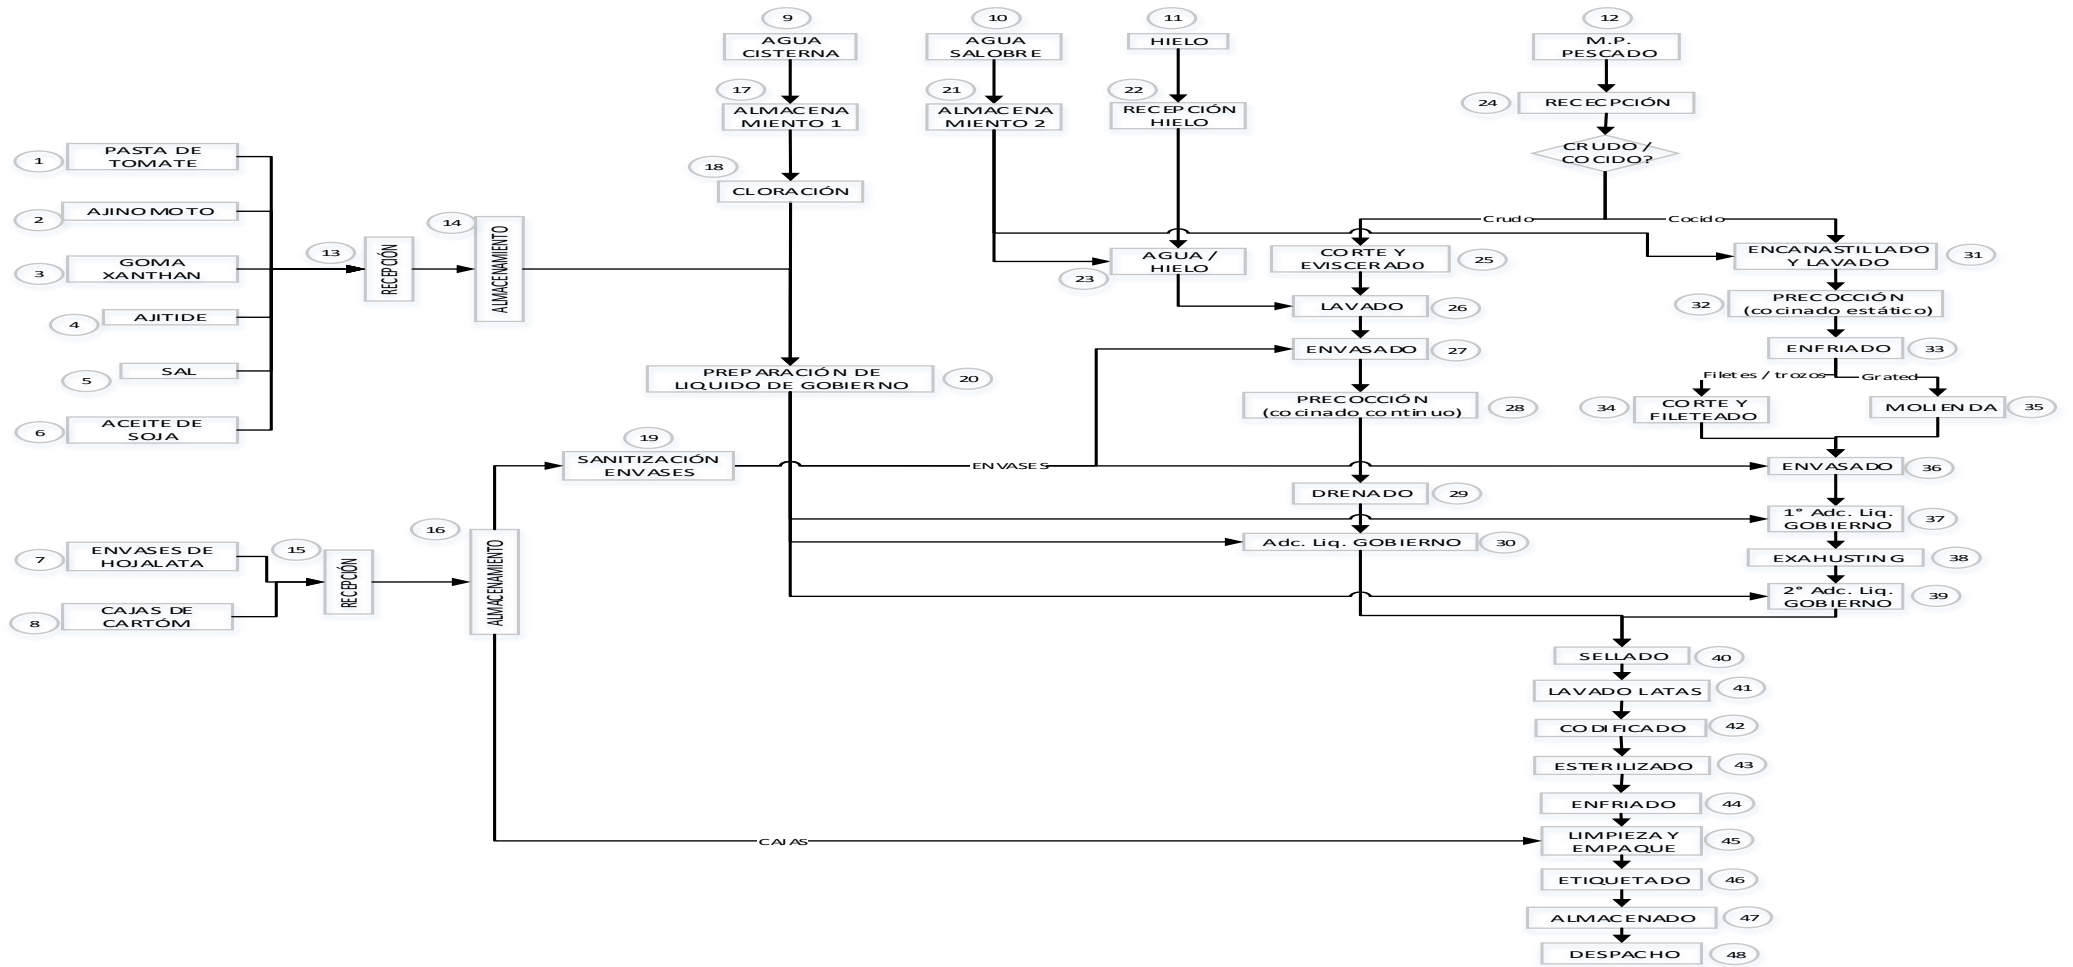 9
AGUA
CISTERNA
10
AGUA
SALOBRE
11
HIELO
12
M.P.
PESCADO
17
ALMACENA
MIENTO 1
21
ALMACENA
MIENTO 2
22
RECEPCIÓN
HIELO
24
RECECPCIÓN
CRUDO /
COCIDO?
1
PASTA DE
TOMATE
2
AJINOMOTO
3
GOMA
XANTHAN
4
AJITIDE
5
SAL
6
ACEITE DE
SOJA
13
RECEPCIÓN
14
ALMACENAMIENTO
18
CLORACIÓN
Crudo
Cocido
23
AGUA /
HIELO
CORTE Y
EVISCERADO
25
ENCANASTILLADO
Y LAVADO
31
LAVADO
26
32
PRECOCCIÓN
(cocinado estático)
ENVASADO
27
ENFRIADO
33
PREPARACIÓN DE
LIQUIDO DE GOBIERNO
20
Filetes / trozos
Grated
PRECOCCIÓN
(cocinado continuo)
28
34
CORTE Y
FILETEADO
MOLIENDA
35
19
SANITIZACIÓN
ENVASES
ENVASES
ENVASADO
36
DRENADO
29
1° Adc. Liq.
GOBIERNO
37
7
ENVASES DE
HOJALATA
8
CAJAS DE
CARTÓM
15
RECEPCIÓN
16
ALMACENAMIENTO
Adc. Liq. GOBIERNO
30
EXAHUSTING
38
2° Adc. Liq.
GOBIERNO
39
SELLADO
40
LAVADO LATAS
41
CODIFICADO
42
ESTERILIZADO
43
ENFRIADO
44
CAJAS
LIMPIEZA Y
EMPAQUE
45
ETIQUETADO
46
ALMACENADO
47
DESPACHO
48